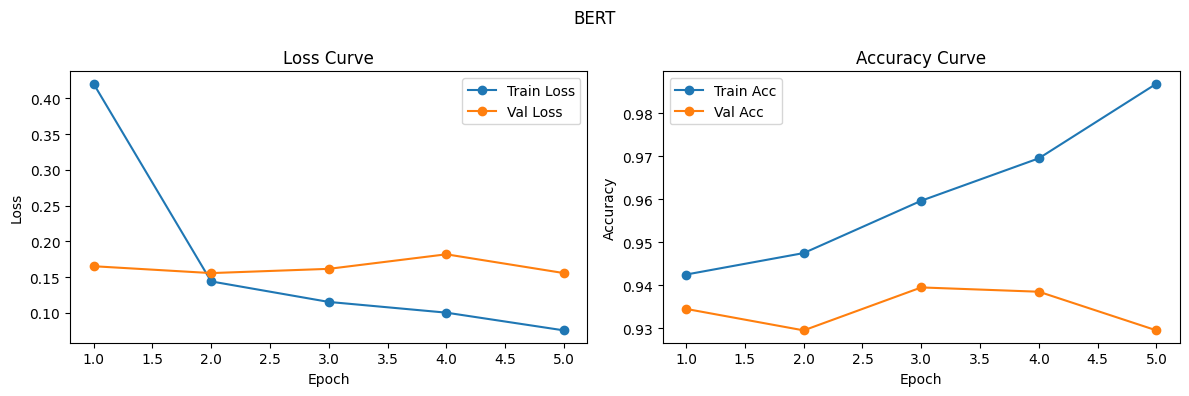 BERT
Loss Curve
Train Loss
Val Loss
Loss
0.40
0.35
0.30
0.25
0.20
0.15
0.10
1.0 1.5 2.0 2.5 3.0 3.5 4.0 4.5 5.0
Epoch
Accuracy Curve
Train Acc
Val Acc
Accuracy
0.98
0.97
0.96
0.95
0.94
0.93
1.0 1.5 2.0 2.5 3.0 3.5 4.0 4.5 5.0
Epoch